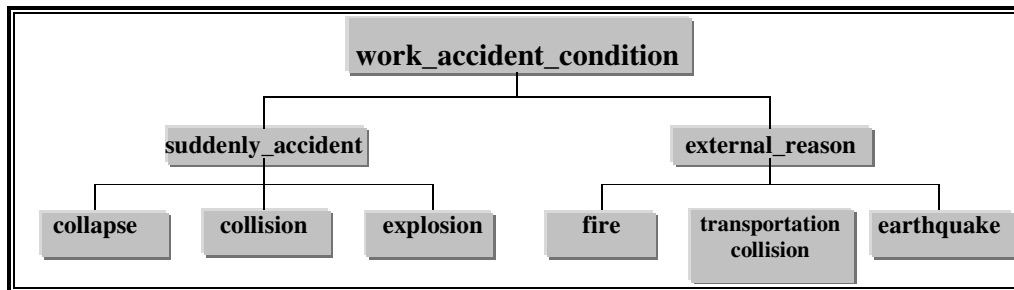 work_accident_condition
suddenly_accident
external_reason
collapse
collision
explosion
fire
transportation
collision
earthquake